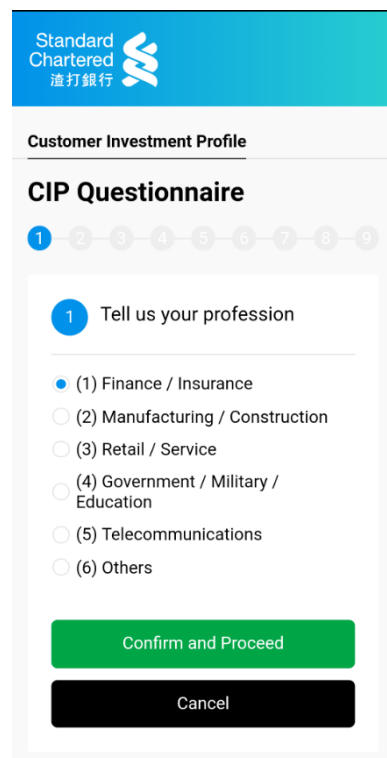 Standard
Chartered
渣打銀行
Customer Investment Profile
CIP Questionnaire
1 2 3 4 5 6 7 8 9
1 Tell us your profession
(1) Finance / Insurance
(2) Manufacturing / Construction
(3) Retail / Service
(4) Government / Military /
Education
(5) Telecommunications
(6) Others
Confirm and Proceed
Cancel